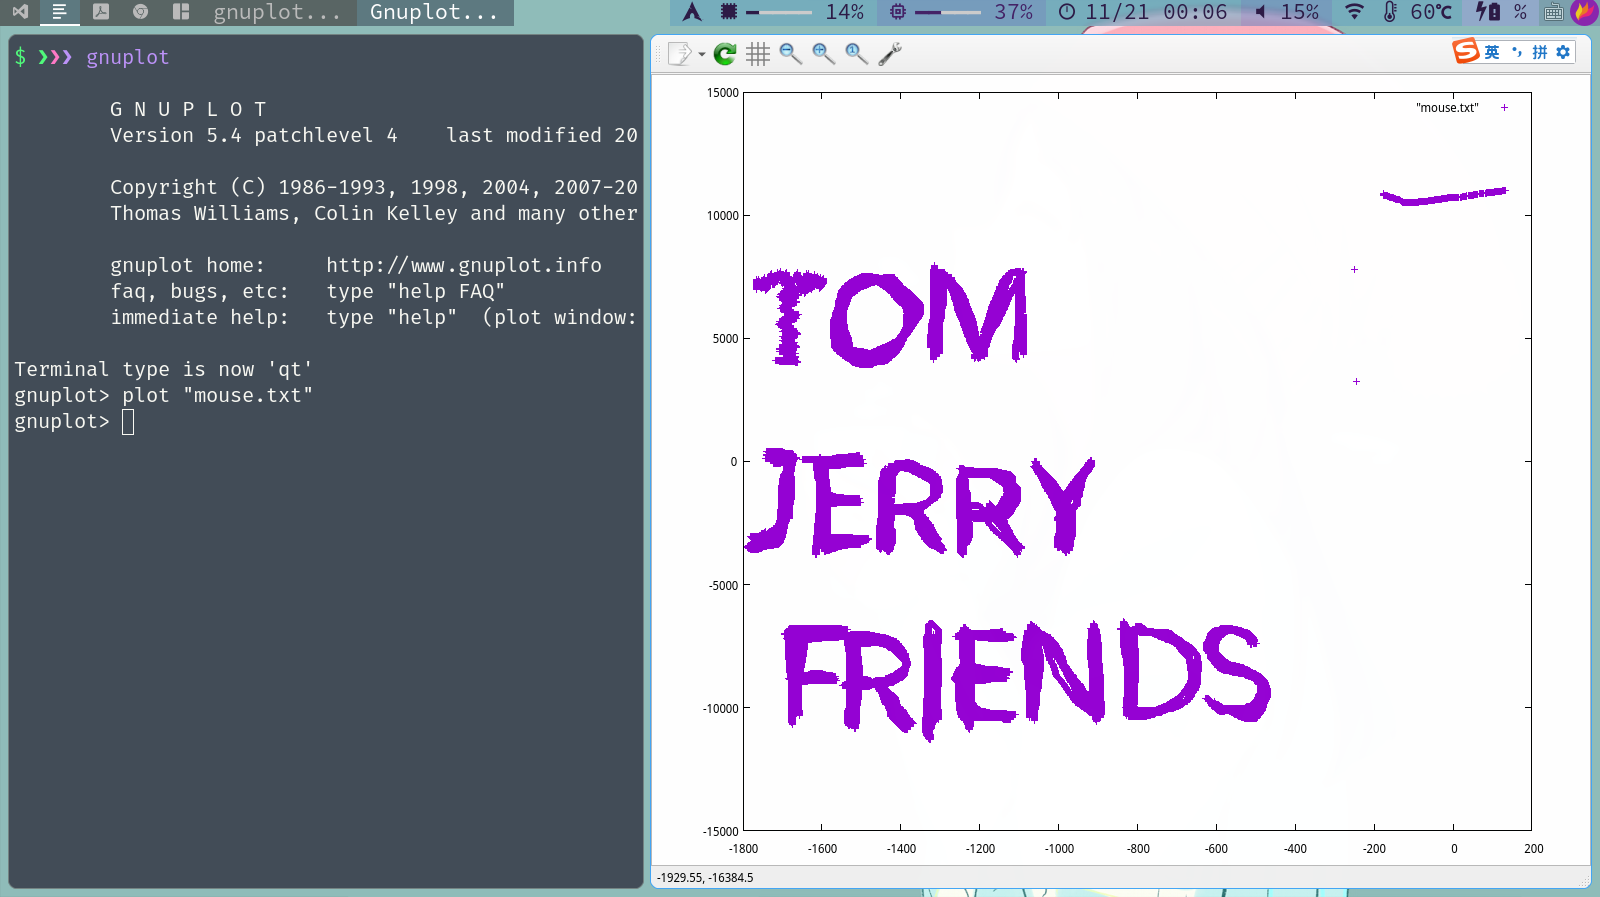 gnuplot...
Gnuplot...
14%
37%
11/21 00:06
15%
60℃
%
$ ❯❯❯ gnuplot
G N U P L O T
Version 5.4 patchlevel 4    last modified 20
Copyright (C) 1986-1993, 1998, 2004, 2007-20
Thomas Williams, Colin Kelley and many other
gnuplot home:     http://www.gnuplot.info
faq, bugs, etc:   type "help FAQ"
immediate help:   type "help"  (plot window:
Terminal type is now 'qt'
gnuplot> plot "mouse.txt"
gnuplot>
英 拼
"mouse.txt"
15000
10000
5000
0
-5000
-10000
-15000
TOM
JERRY
FRIENDS
-1800 -1600 -1400 -1200 -1000 -800 -600 -400 -200 0 200
-1929.55, -16384.5